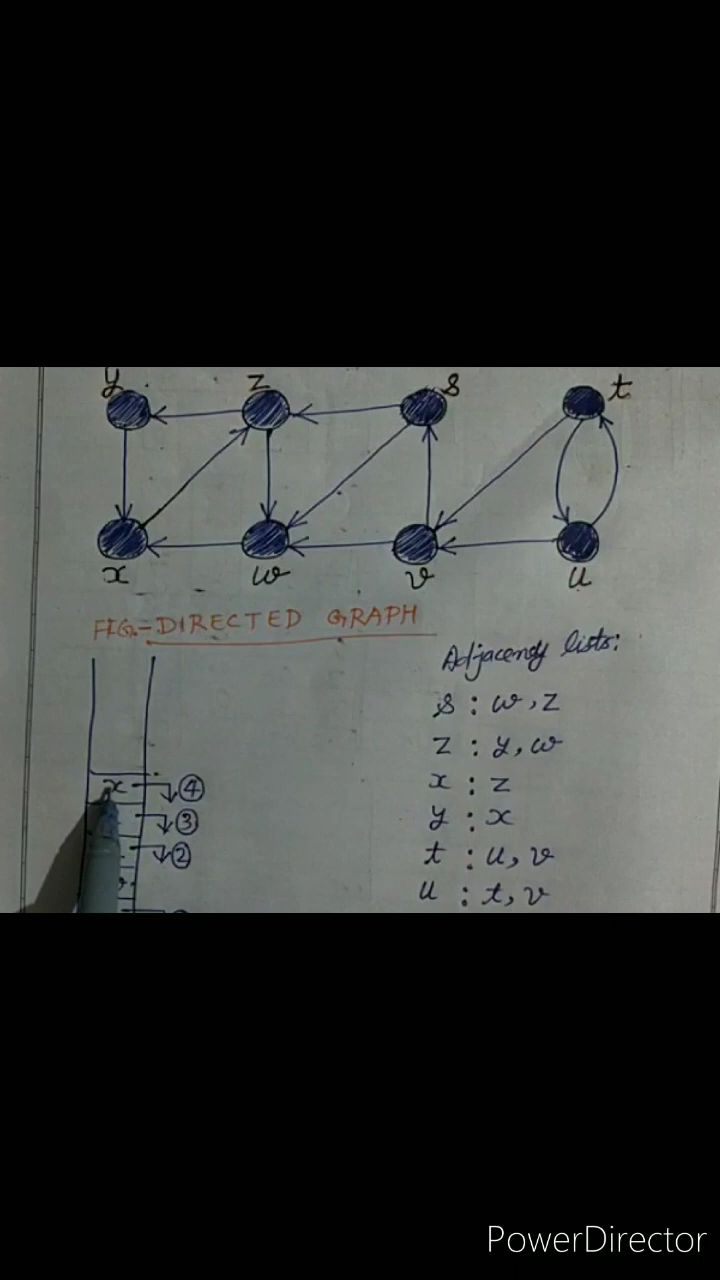 y z s t
x w v u
FIG.- DIRECTED GRAPH
Adjacency lists:
s : w, z
z : y, w
x : z
y : x
t : u, v
u : t, v
x ④
③
②
PowerDirector